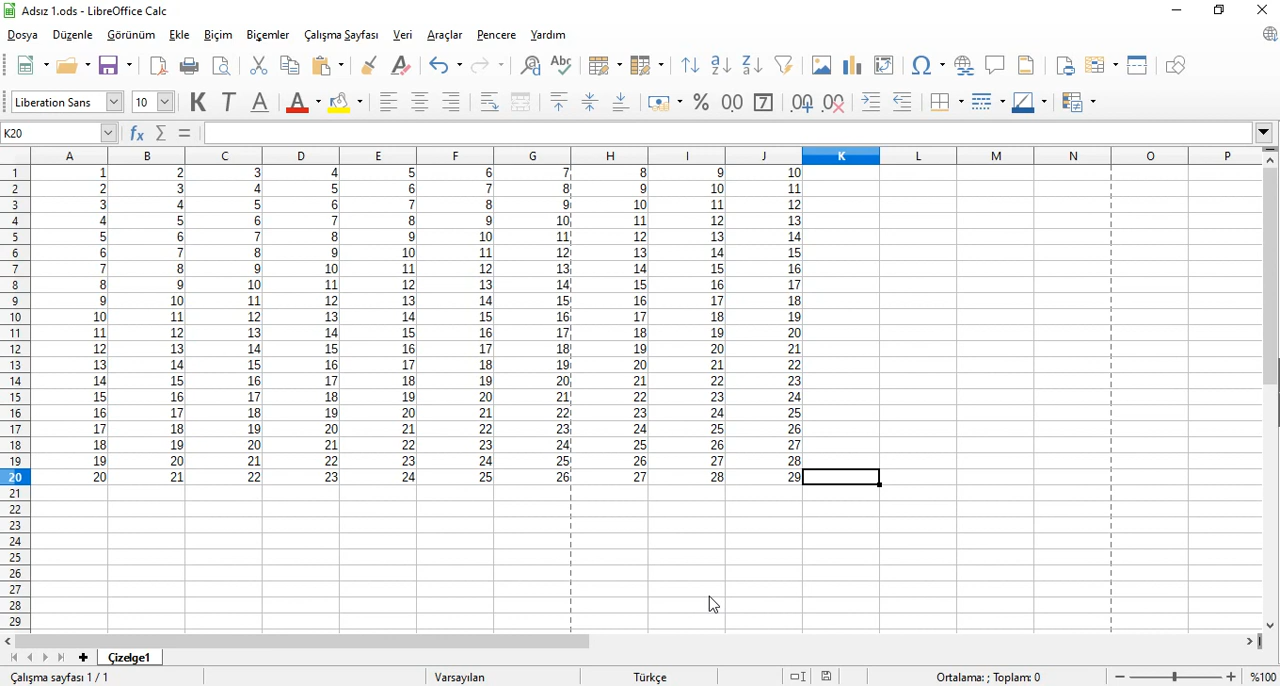 Adsız 1.ods - LibreOffice Calc
Dosya Düzenle Görünüm Ekle Biçim Biçemler Çalışma Sayfası Veri Araçlar Pencere Yardım
Liberation Sans 10 K T A A % 00 7 00 00
K20 fx Σ =
A B C D E F G H I J K L M N O P
1 1 2 3 4 5 6 7 8 9 10
2 2 3 4 5 6 7 8 9 10 11
3 3 4 5 6 7 8 9 10 11 12
4 4 5 6 7 8 9 10 11 12 13
5 5 6 7 8 9 10 11 12 13 14
6 6 7 8 9 10 11 12 13 14 15
7 7 8 9 10 11 12 13 14 15 16
8 8 9 10 11 12 13 14 15 16 17
9 9 10 11 12 13 14 15 16 17 18
10 10 11 12 13 14 15 16 17 18 19
11 11 12 13 14 15 16 17 18 19 20
12 12 13 14 15 16 17 18 19 20 21
13 13 14 15 16 17 18 19 20 21 22
14 14 15 16 17 18 19 20 21 22 23
15 15 16 17 18 19 20 21 22 23 24
16 16 17 18 19 20 21 22 23 24 25
17 17 18 19 20 21 22 23 24 25 26
18 18 19 20 21 22 23 24 25 26 27
19 19 20 21 22 23 24 25 26 27 28
20 20 21 22 23 24 25 26 27 28 29
21
22
23
24
25
26
27
28
29
Çizelge1
Çalışma sayfası 1 / 1 Varsayılan Türkçe Ortalama: ; Toplam: 0 %100